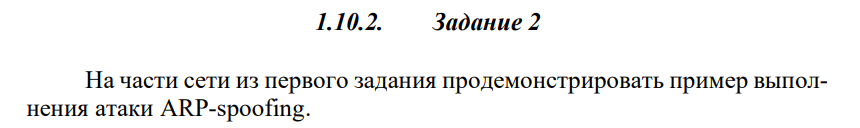 1.10.2. Задание 2
На части сети из первого задания продемонстрировать пример выпол-
нения атаки ARP-spoofing.